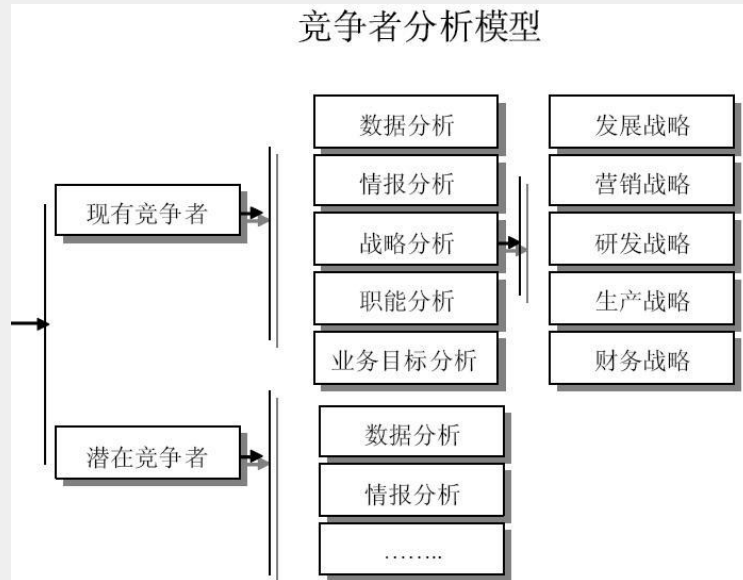 竞争者分析模型
现有竞争者
数据分析
情报分析
战略分析
职能分析
业务目标分析
发展战略
营销战略
研发战略
生产战略
财务战略
潜在竞争者
数据分析
情报分析
……..